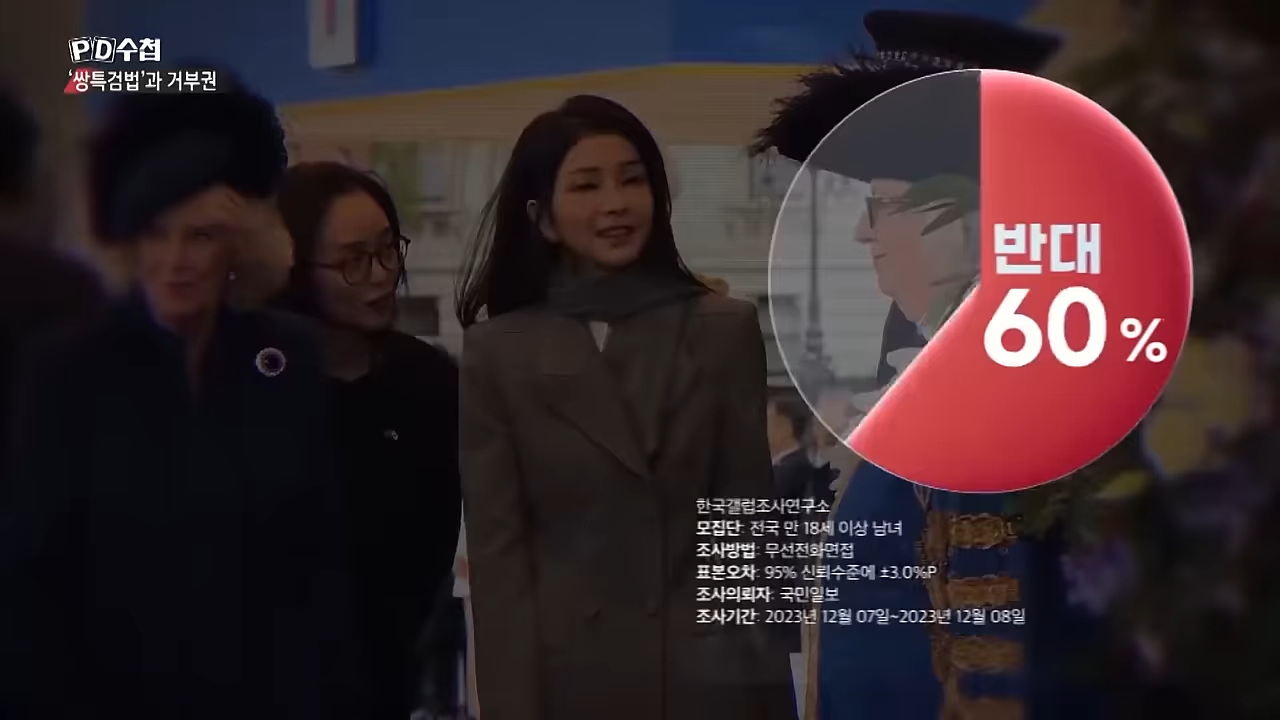 PD수첩
‘쌍특검법’과 거부권
반대
60%
한국갤럽조사연구소
모집단: 전국 만 18세 이상 남녀
조사방법: 무선전화면접
표본오차: 95% 신뢰수준에 ±3.0%P
조사의뢰자: 국민일보
조사기간: 2023년 12월 07일~2023년 12월 08일